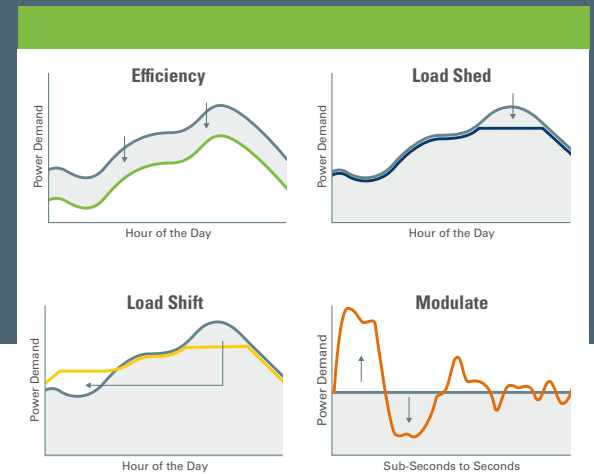 Efficiency
Power Demand
Hour of the Day
Load Shed
Power Demand
Hour of the Day
Load Shift
Power Demand
Hour of the Day
Modulate
Power Demand
Sub-Seconds to Seconds